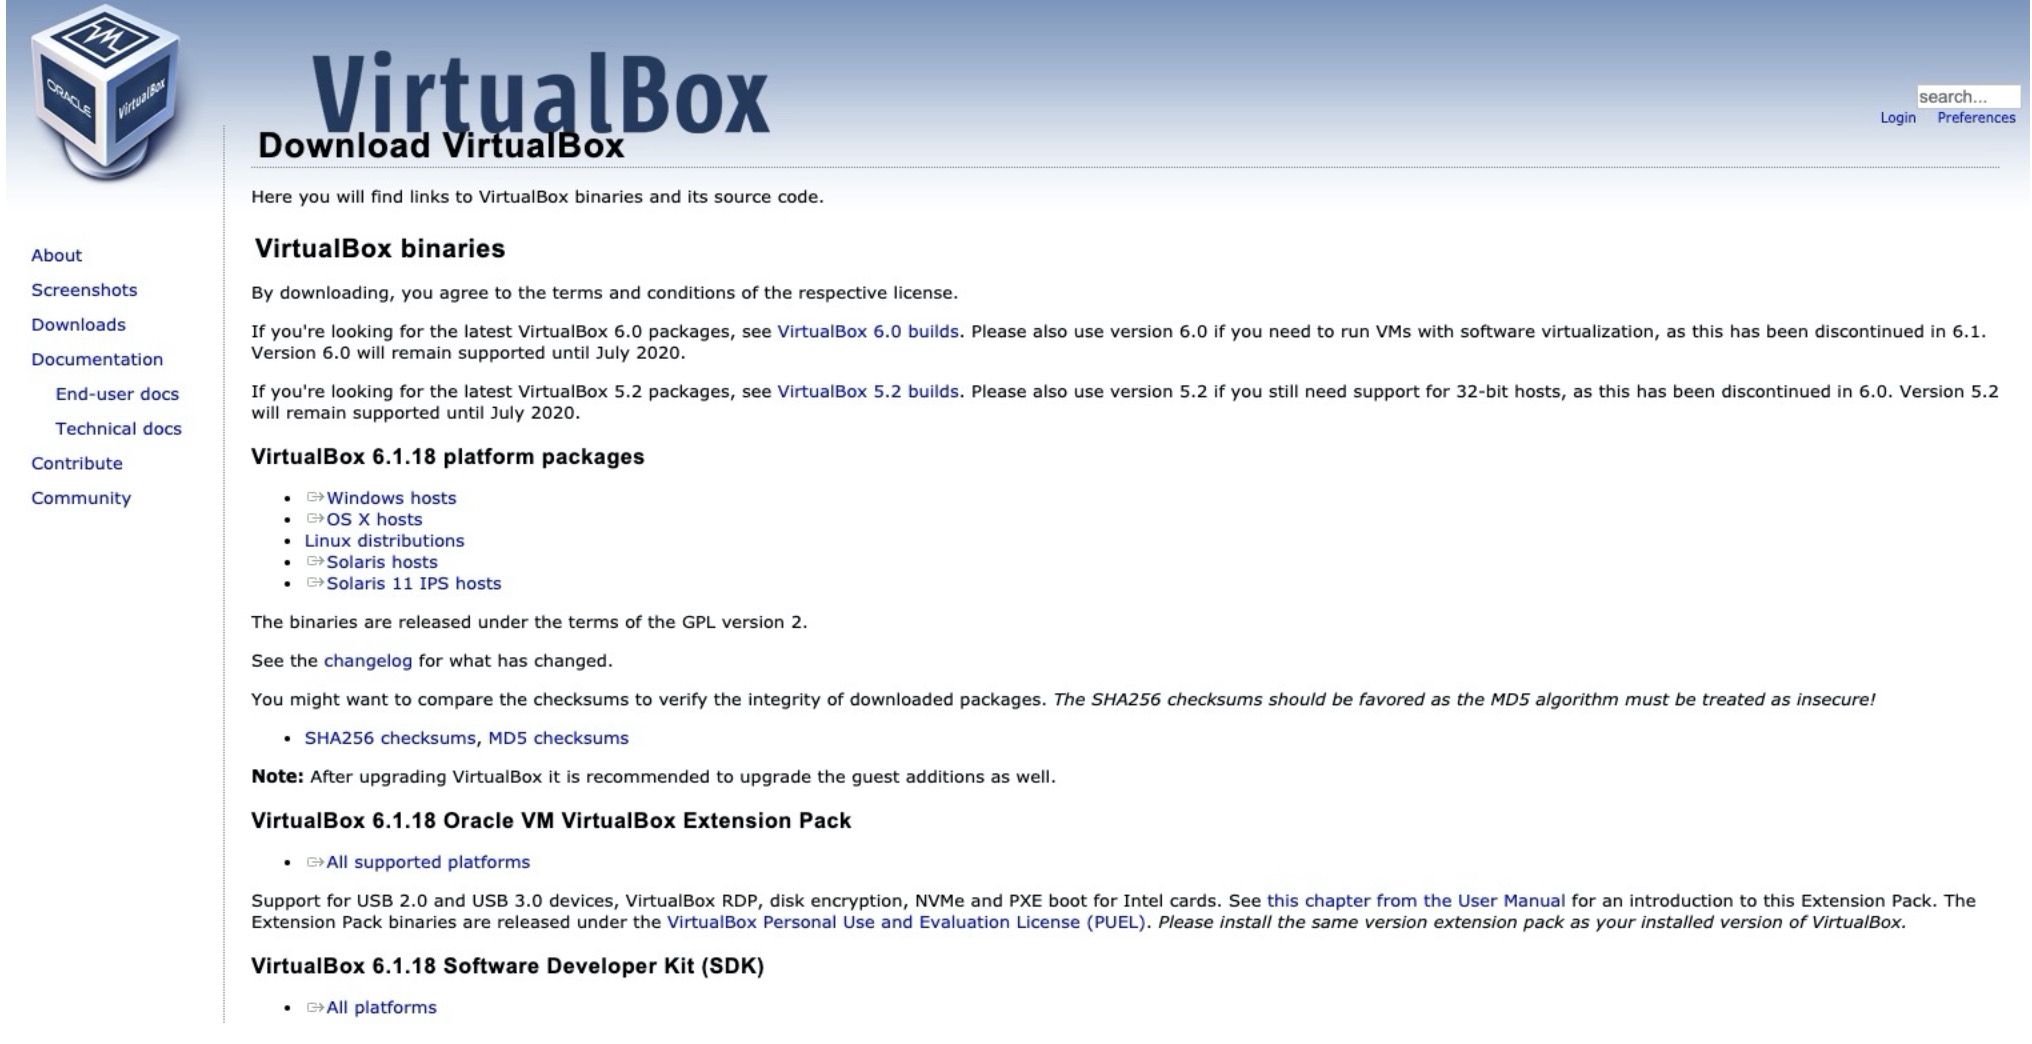 ORACLE
VirtualBox
VirtualBox
search...
Login Preferences
Download VirtualBox
Here you will find links to VirtualBox binaries and its source code.
About
Screenshots
Downloads
Documentation
End-user docs
Technical docs
Contribute
Community
VirtualBox binaries
By downloading, you agree to the terms and conditions of the respective license.
If you're looking for the latest VirtualBox 6.0 packages, see VirtualBox 6.0 builds. Please also use version 6.0 if you need to run VMs with software virtualization, as this has been discontinued in 6.1.
Version 6.0 will remain supported until July 2020.
If you're looking for the latest VirtualBox 5.2 packages, see VirtualBox 5.2 builds. Please also use version 5.2 if you still need support for 32-bit hosts, as this has been discontinued in 6.0. Version 5.2
will remain supported until July 2020.
VirtualBox 6.1.18 platform packages
• Windows hosts
• OS X hosts
• Linux distributions
• Solaris hosts
• Solaris 11 IPS hosts
The binaries are released under the terms of the GPL version 2.
See the changelog for what has changed.
You might want to compare the checksums to verify the integrity of downloaded packages. The SHA256 checksums should be favored as the MD5 algorithm must be treated as insecure!
• SHA256 checksums, MD5 checksums
Note: After upgrading VirtualBox it is recommended to upgrade the guest additions as well.
VirtualBox 6.1.18 Oracle VM VirtualBox Extension Pack
• All supported platforms
Support for USB 2.0 and USB 3.0 devices, VirtualBox RDP, disk encryption, NVMe and PXE boot for Intel cards. See this chapter from the User Manual for an introduction to this Extension Pack. The
Extension Pack binaries are released under the VirtualBox Personal Use and Evaluation License (PUEL). Please install the same version extension pack as your installed version of VirtualBox.
VirtualBox 6.1.18 Software Developer Kit (SDK)
• All platforms